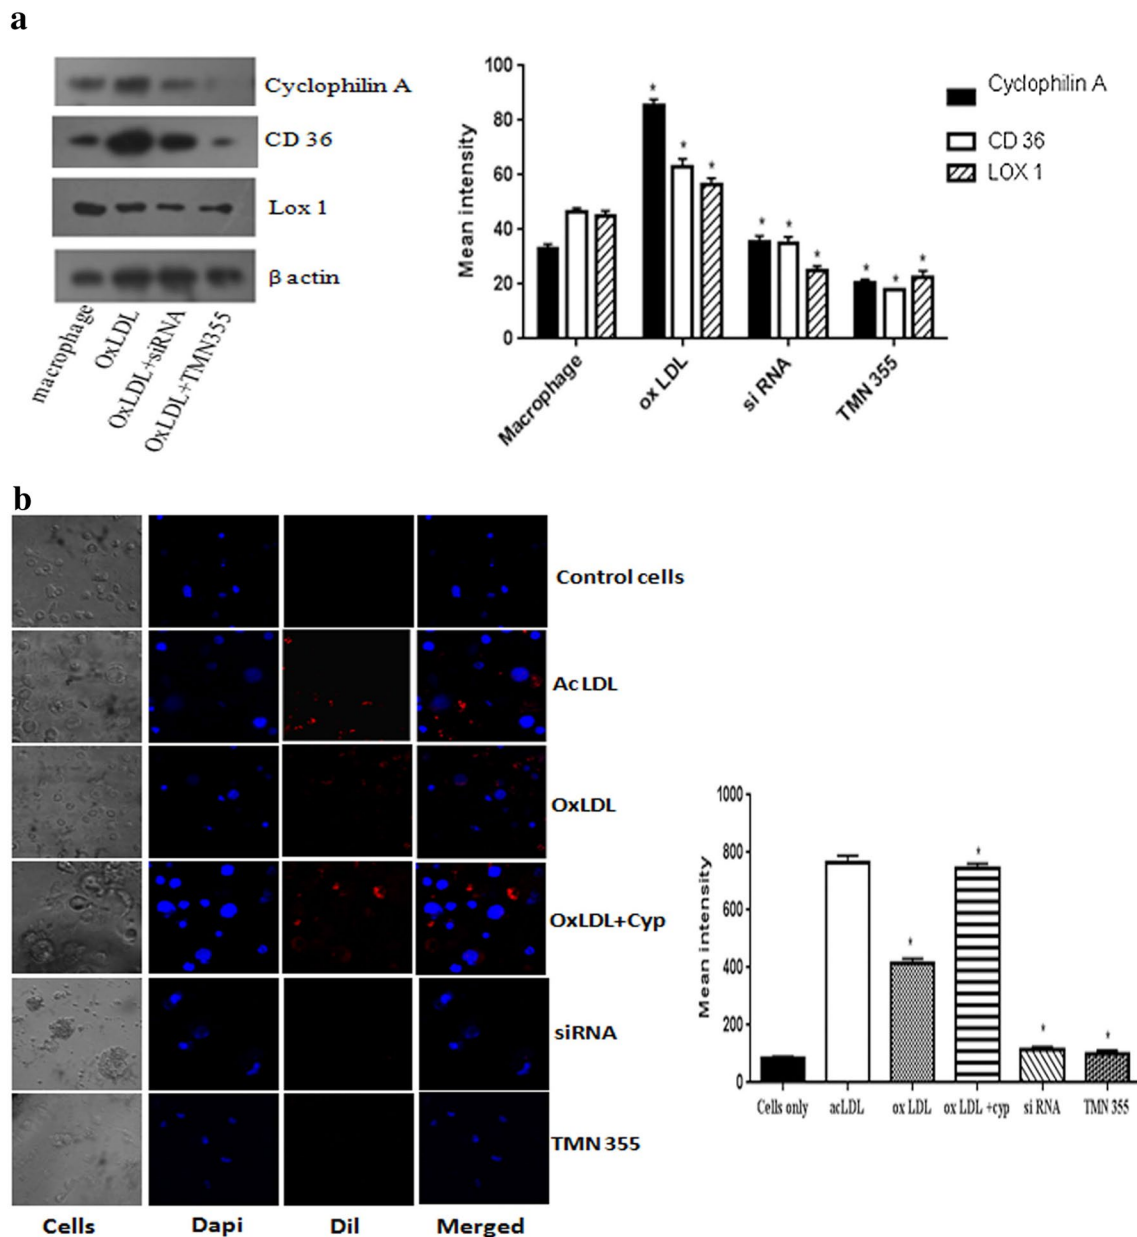 a
Cyclophilin A
CD 36
Lox 1
β actin
macrophage
OxLDL
OxLDL+siRNA
OxLDL+TMN355
Mean intensity
100
80
60
40
20
0
*
*
*
*
*
*
*
*
*
Macrophage
ox LDL
si RNA
TMN 355
Cyclophilin A
CD 36
LOX 1
b
Control cells
Ac LDL
OxLDL
OxLDL+Cyp
siRNA
TMN 355
Cells
Dapi
Dil
Merged
Mean intensity
1000
800
600
400
200
0
*
*
*
*
Cells only
acLDL
ox LDL
ox LDL +cyp
si RNA
TMN 355